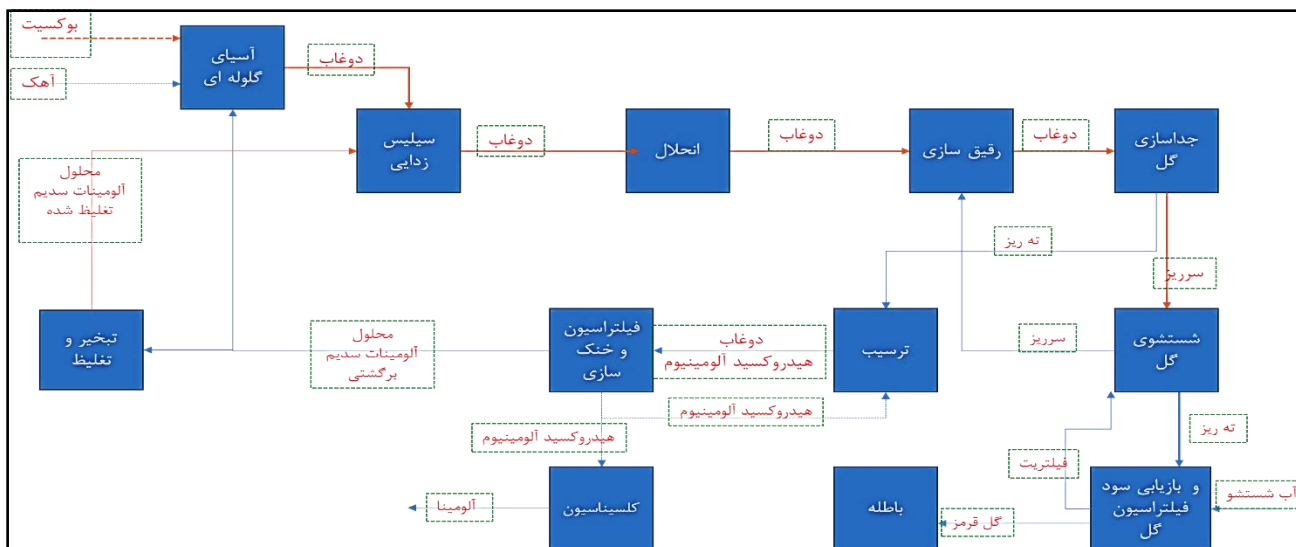 بوکسیت
آهک
آسیای
گلوله ای
دوغاب
سیلیس
زدایی
دوغاب
انحلال
دوغاب
رقیق سازی
دوغاب
جداسازی
گل
محلول
آلومینات سدیم
تغلیظ شده
ته ریز
سرریز
تبخیر و
تغلیظ
محلول
آلومینات سدیم
برگشتی
فیلتراسیون
و خنک
سازی
دوغاب
هیدروکسید آلومینیوم
ترسیب
سرریز
شستشوی
گل
هیدروکسید آلومینیوم
هیدروکسید آلومینیوم
ته ریز
فیلتریت
آلومینا
کلسیناسیون
باطله
گل قرمز
و بازیابی سود
فیلتراسیون
گل
آب شستشو